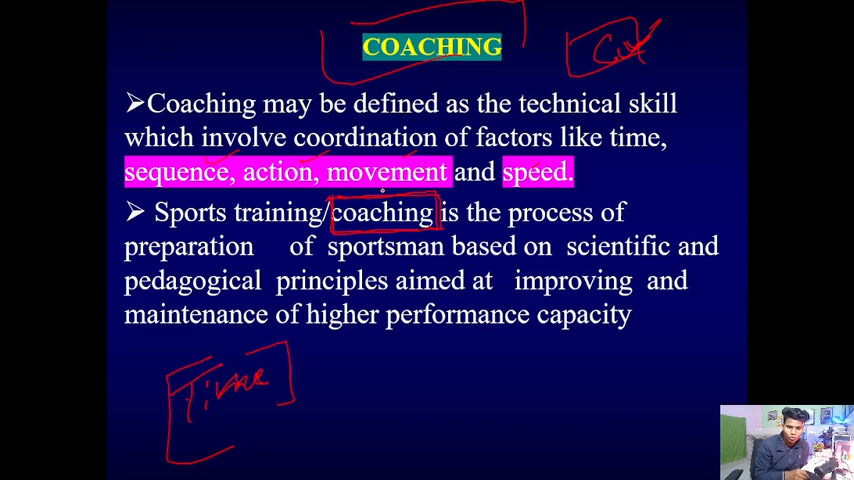 COACHING
➢Coaching may be defined as the technical skill
which involve coordination of factors like time,
sequence, action, movement and speed.
➢ Sports training/coaching is the process of
preparation of sportsman based on scientific and
pedagogical principles aimed at improving and
maintenance of higher performance capacity
Time